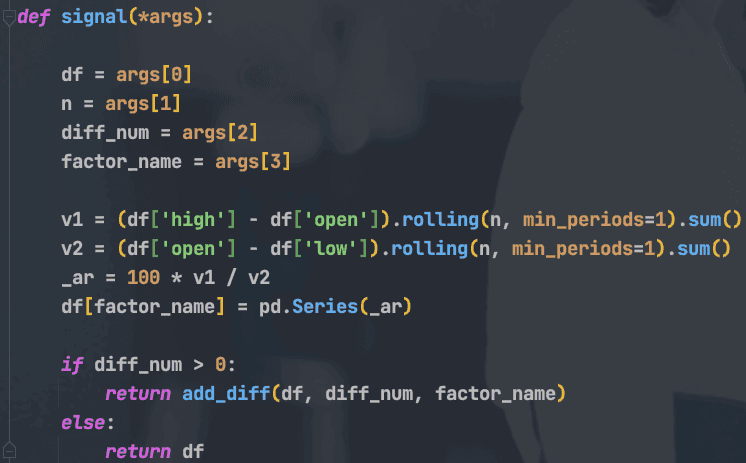 def signal(*args):
df = args[0]
n = args[1]
diff_num = args[2]
factor_name = args[3]
v1 = (df['high'] - df['open']).rolling(n, min_periods=1).sum()
v2 = (df['open'] - df['low']).rolling(n, min_periods=1).sum()
_ar = 100 * v1 / v2
df[factor_name] = pd.Series(_ar)
if diff_num > 0:
return add_diff(df, diff_num, factor_name)
else:
return df